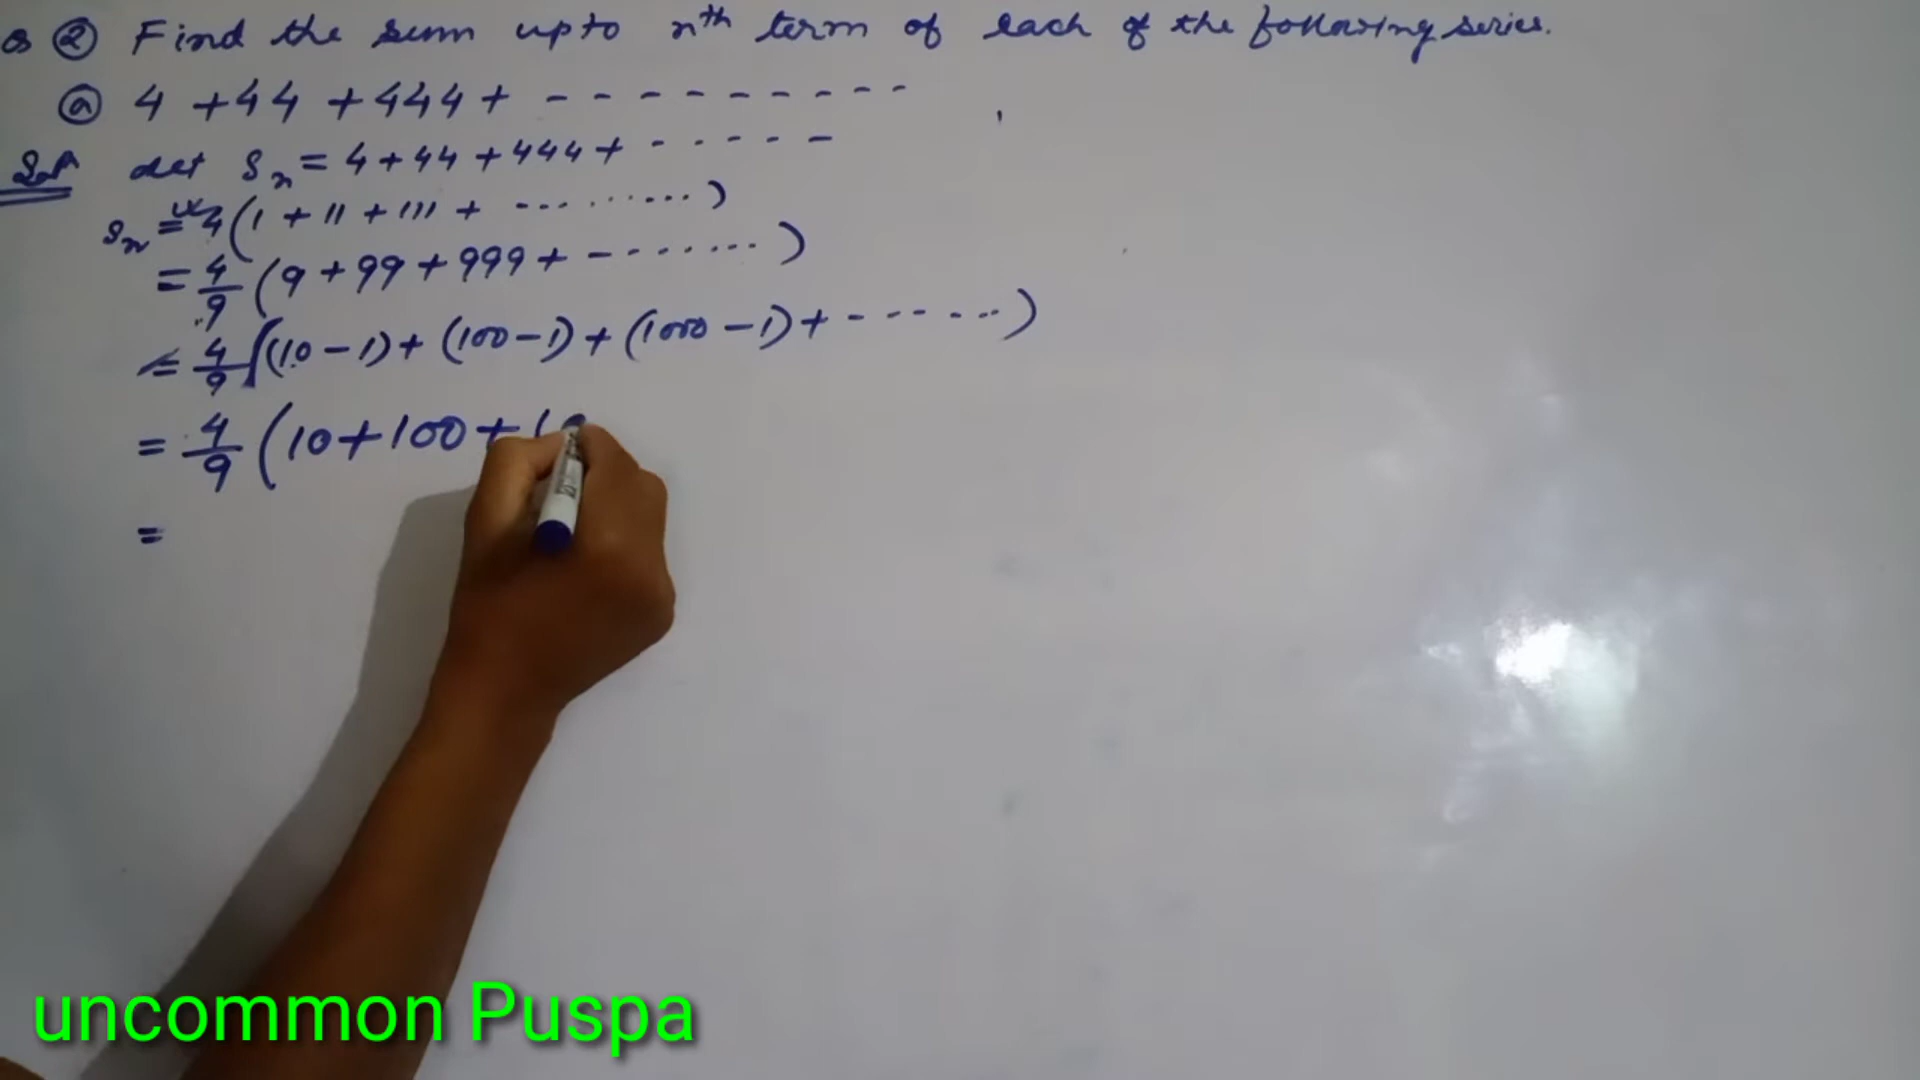 Q ② Find the sum upto nth term of each of the following series.
ⓐ 4 + 44 + 444 + - - - - - - - - - -
Solⁿ Let Sn = 4 + 44 + 444 + - - - - - -
Sn = 4 ( 1 + 11 + 111 + - - - ...... )
= 4/9 ( 9 + 99 + 999 + - - ...... )
= 4/9 [(10 - 1) + (100 - 1) + (1000 - 1) + - - - - ... )
= 4/9 ( 10 + 100 + 10
=
uncommon Puspa